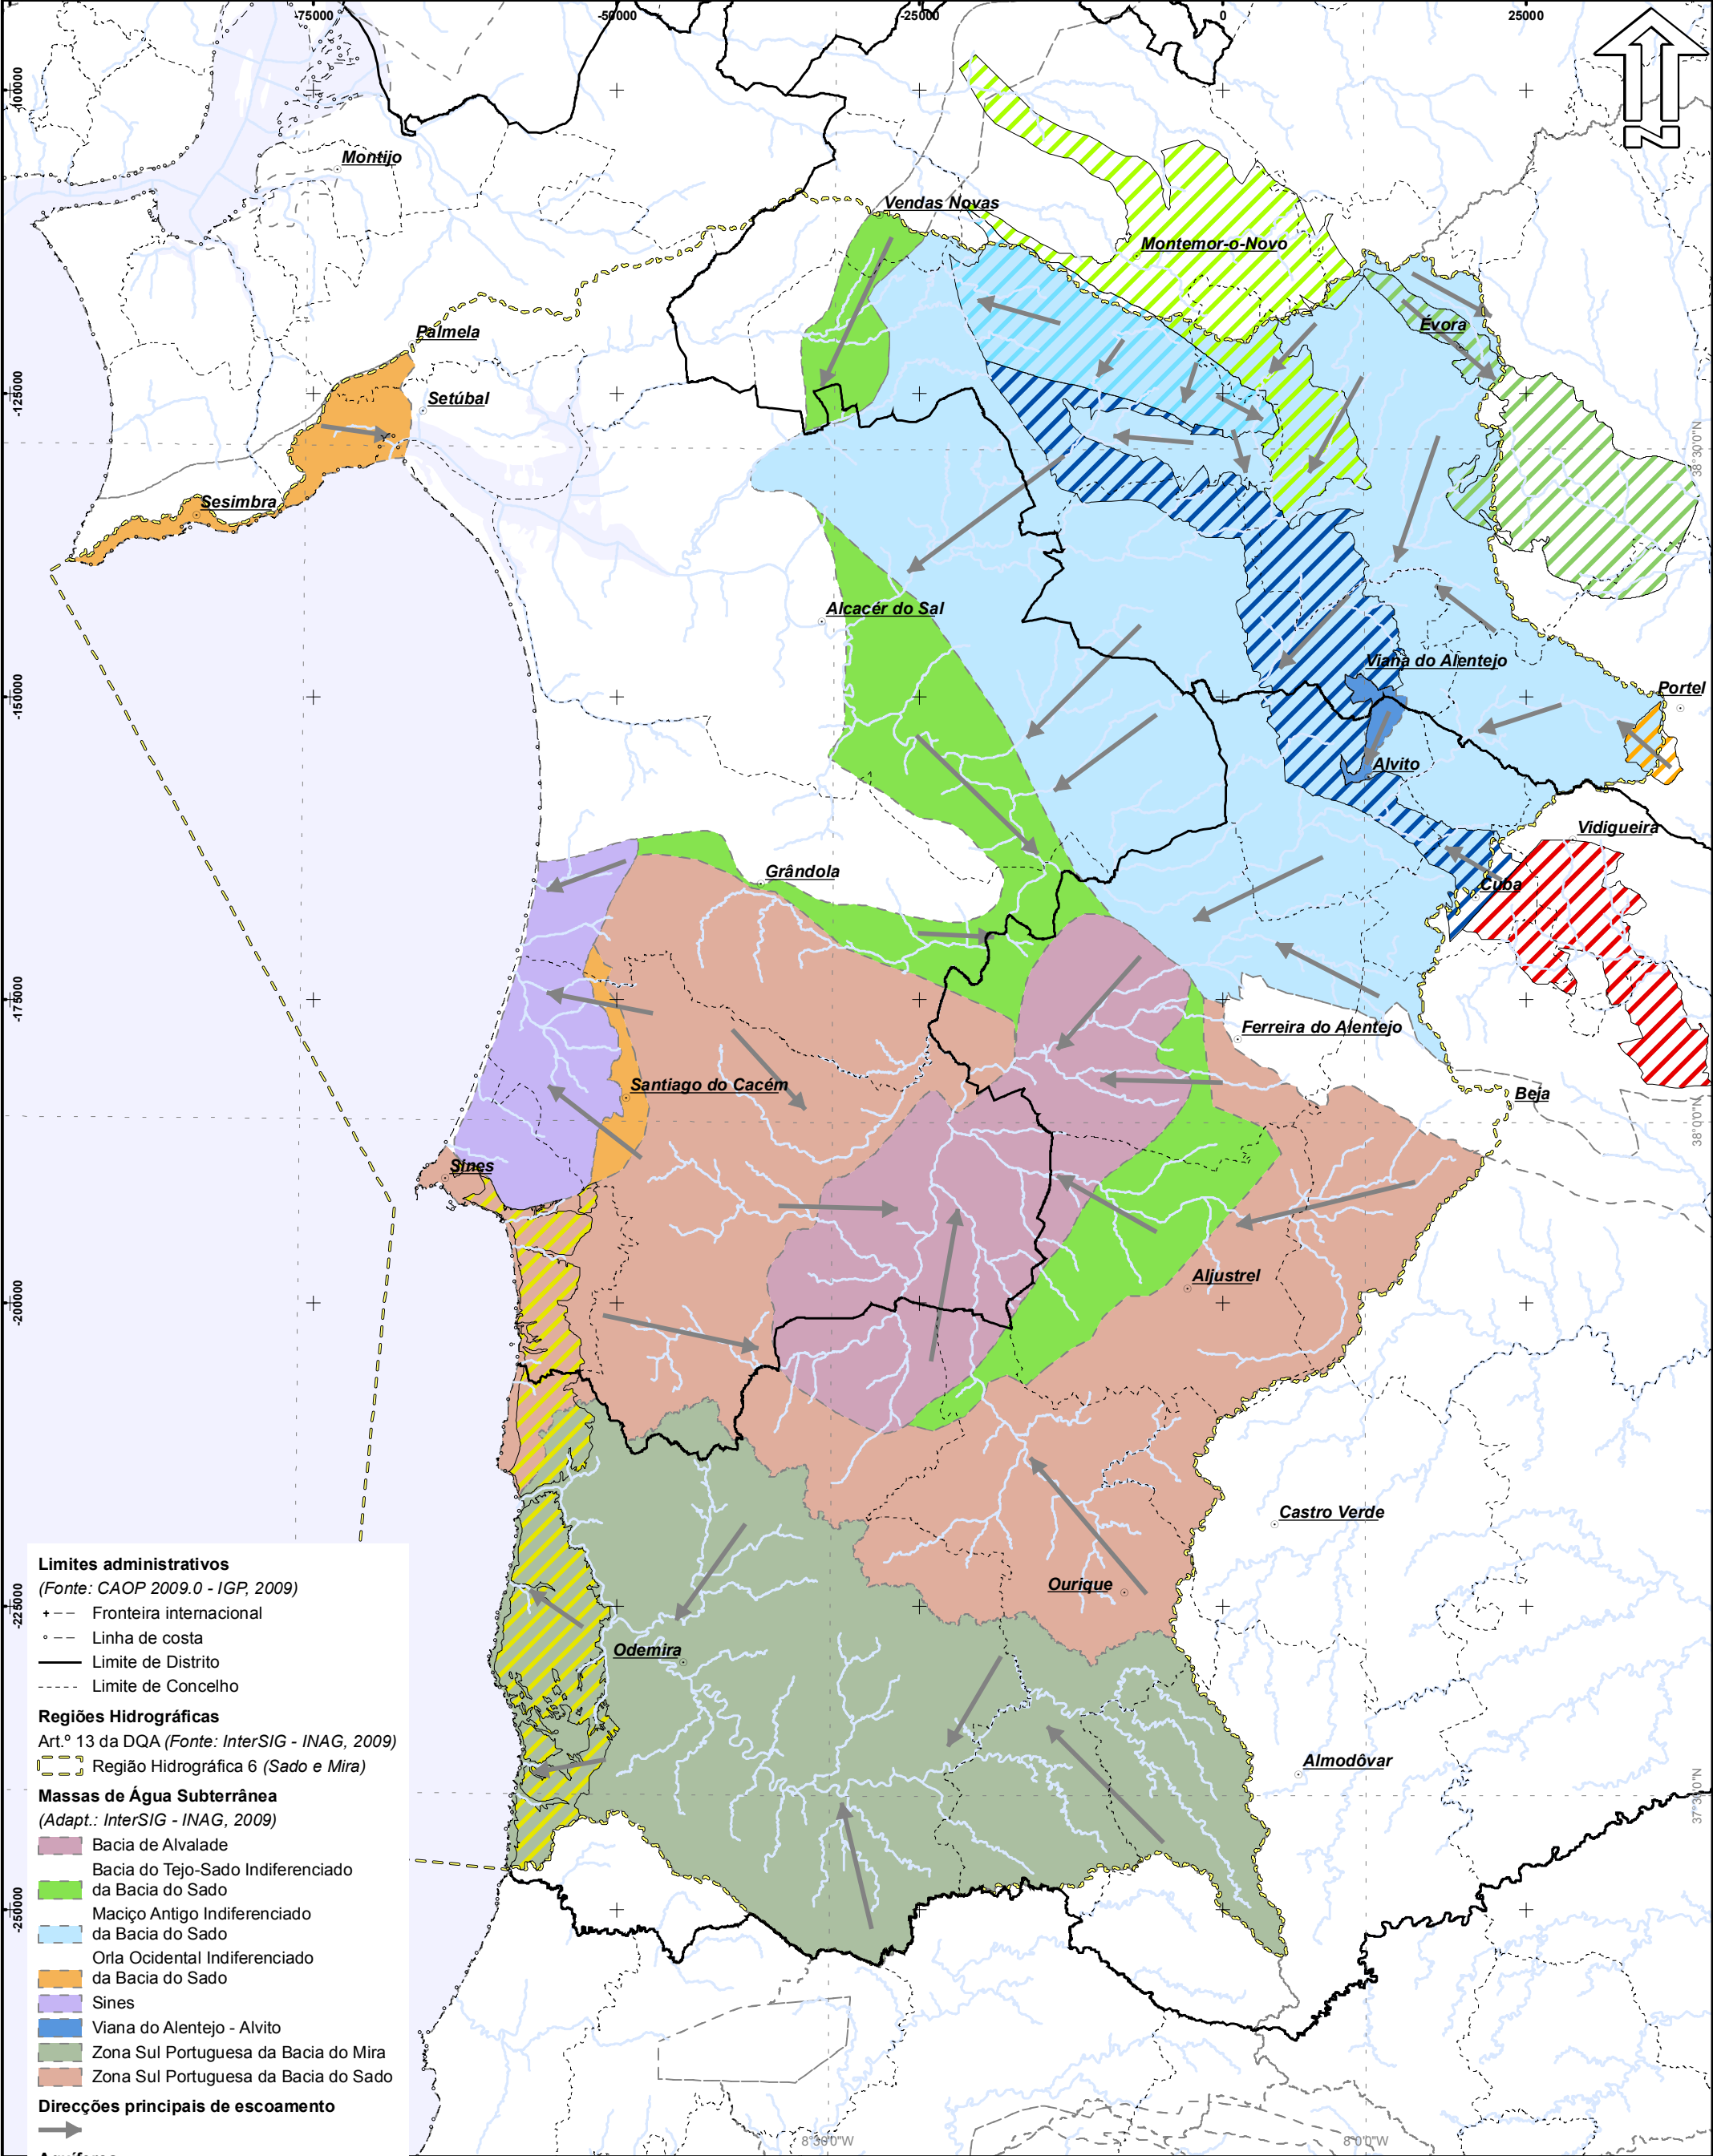 -75000
-50000
-25000
0
25000
-100000
-125000
-150000
-175000
-200000
-225000
-250000
N
Montijo
Vendas Novas
Montemor-o-Novo
Évora
Palmela
Setúbal
38°30'0"N
Sesimbra
Alcacér do Sal
Viana do Alentejo
Portel
Alvito
Vidigueira
Grândola
Cuba
Ferreira do Alentejo
Santiago do Cacém
Beja
38°0'0"N
Sines
Aljustrel
Castro Verde
Ourique
Odemira
Almodôvar
37°30'0"N
Limites administrativos
(Fonte: CAOP 2009.0 - IGP, 2009)
Fronteira internacional
Linha de costa
Limite de Distrito
Limite de Concelho
Regiões Hidrográficas
Art.º 13 da DQA (Fonte: InterSIG - INAG, 2009)
Região Hidrográfica 6 (Sado e Mira)
Massas de Água Subterrânea
(Adapt.: InterSIG - INAG, 2009)
Bacia de Alvalade
Bacia do Tejo-Sado Indiferenciado
da Bacia do Sado
Maciço Antigo Indiferenciado
da Bacia do Sado
Orla Ocidental Indiferenciado
da Bacia do Sado
Sines
Viana do Alentejo - Alvito
Zona Sul Portuguesa da Bacia do Mira
Zona Sul Portuguesa da Bacia do Sado
Direcções principais de escoamento
8°30'0"W
8°0'0"W